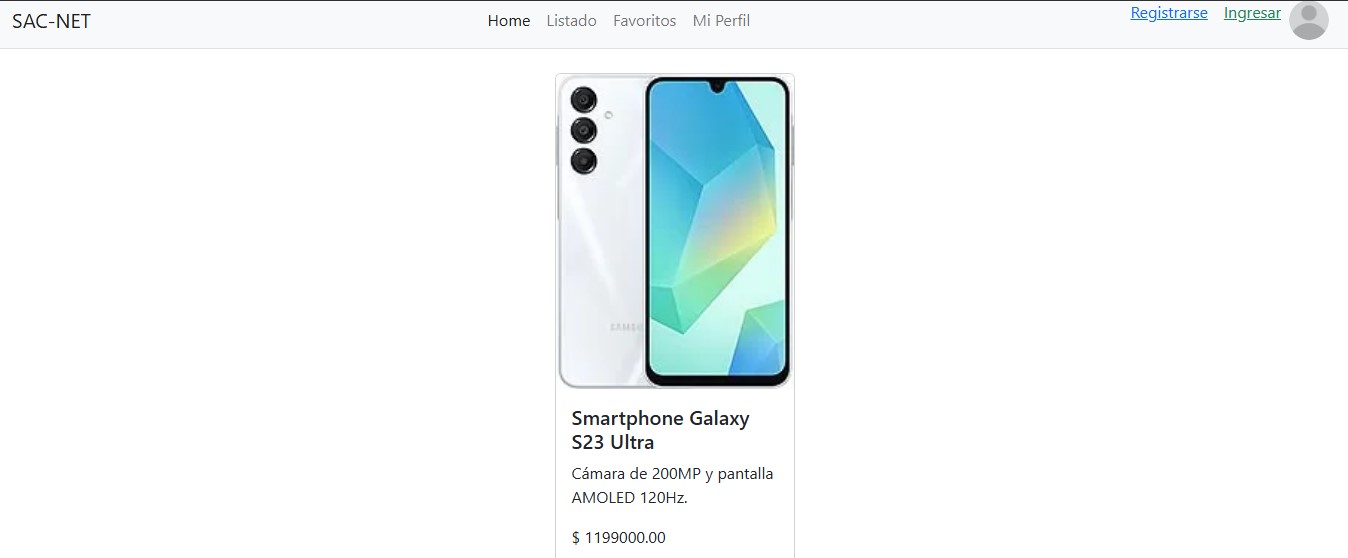 SAC-NET
Home Listado Favoritos Mi Perfil
Registrarse Ingresar
SAMSUNG
Smartphone Galaxy
S23 Ultra
Cámara de 200MP y pantalla
AMOLED 120Hz.
$ 1199000.00